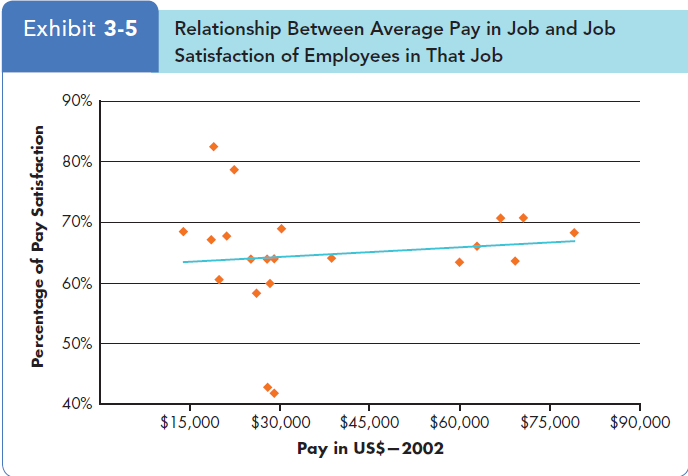 Exhibit 3-5
Relationship Between Average Pay in Job and Job
Satisfaction of Employees in That Job
Percentage of Pay Satisfaction
90%
80%
70%
60%
50%
40%
$15,000 $30,000 $45,000 $60,000 $75,000 $90,000
Pay in US$—2002